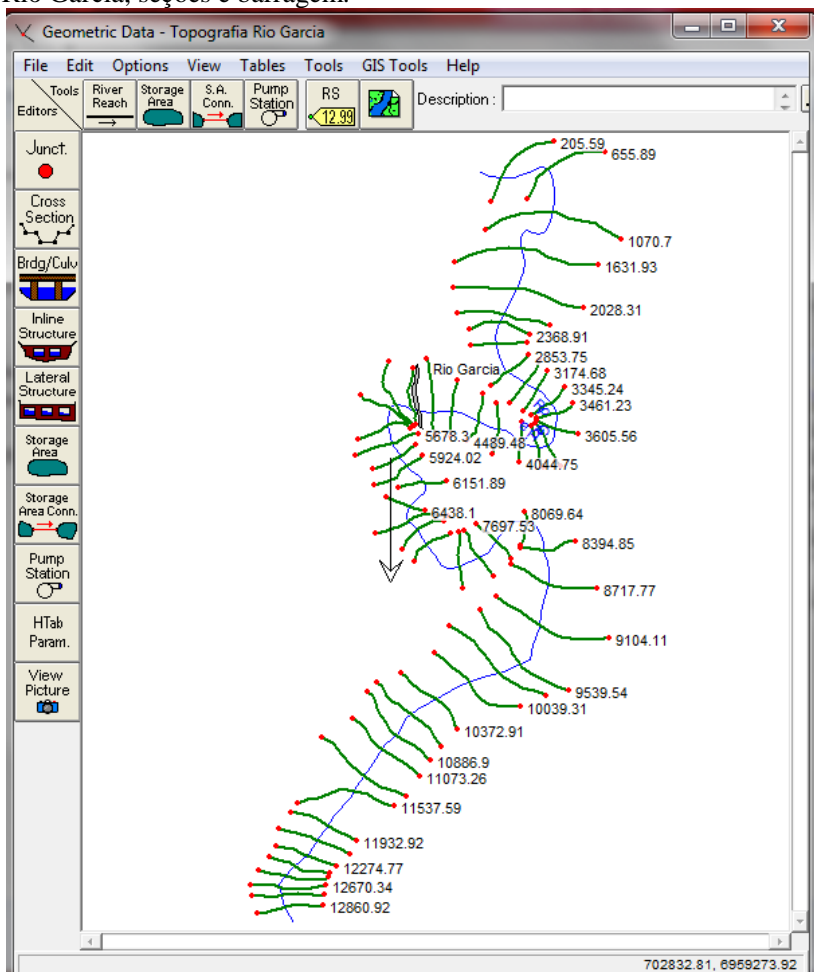 Rio Garcia, seções e barragem.
Geometric Data - Topografia Rio Garcia
File Edit Options View Tables Tools GIS Tools Help
Tools
Editors
River
Reach
Storage
Area
S.A.
Conn.
Pump
Station
RS
12.99
Description :
Junct.
Cross
Section
Brdg/Culv
Inline
Structure
Lateral
Structure
Storage
Area
Storage
Area Conn.
Pump
Station
HTab
Param.
View
Picture
205.59
655.89
1070.7
1631.93
2028.31
2368.91
2853.75
Rio Garcia
3174.68
3345.24
3461.23
3605.56
5678.3
4489.48
4044.75
5924.02
6151.89
6438.1
8069.64
7697.53
8394.85
8717.77
9104.11
9539.54
10039.31
10372.91
10886.9
11073.26
11537.59
11932.92
12274.77
12670.34
12860.92
702832.81, 6959273.92